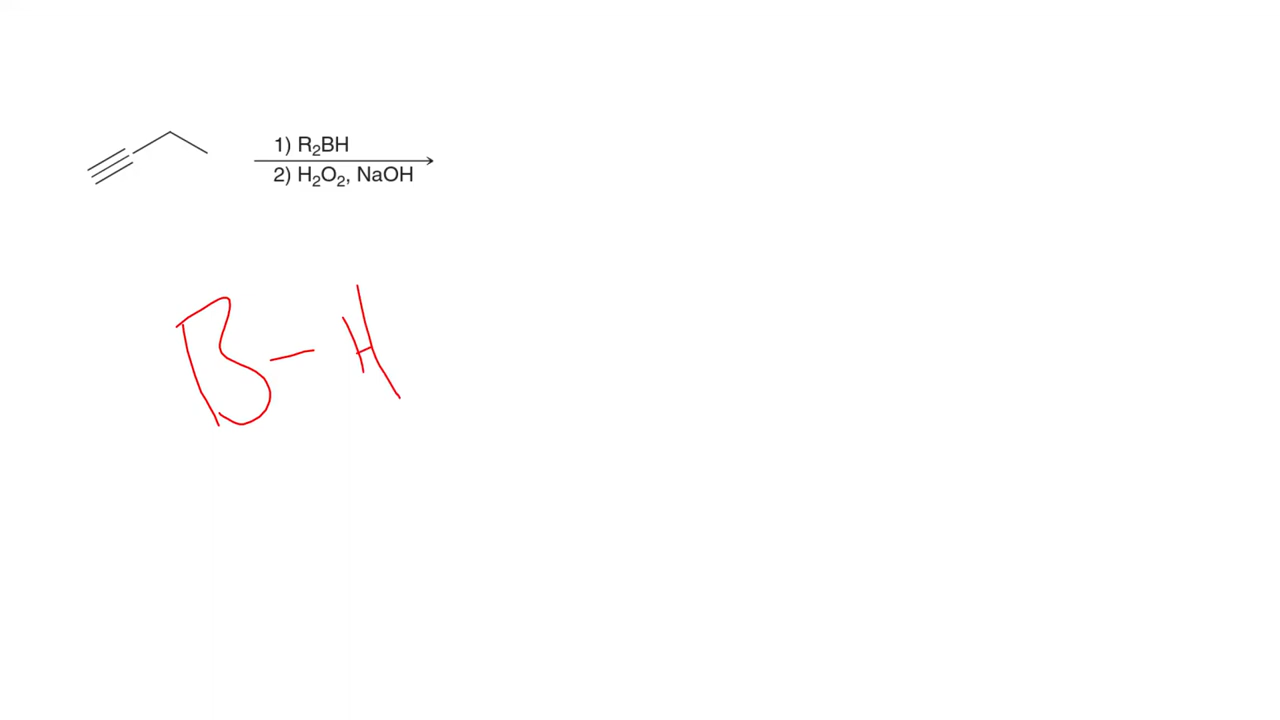 1) R₂BH
2) H₂O₂, NaOH
B – H